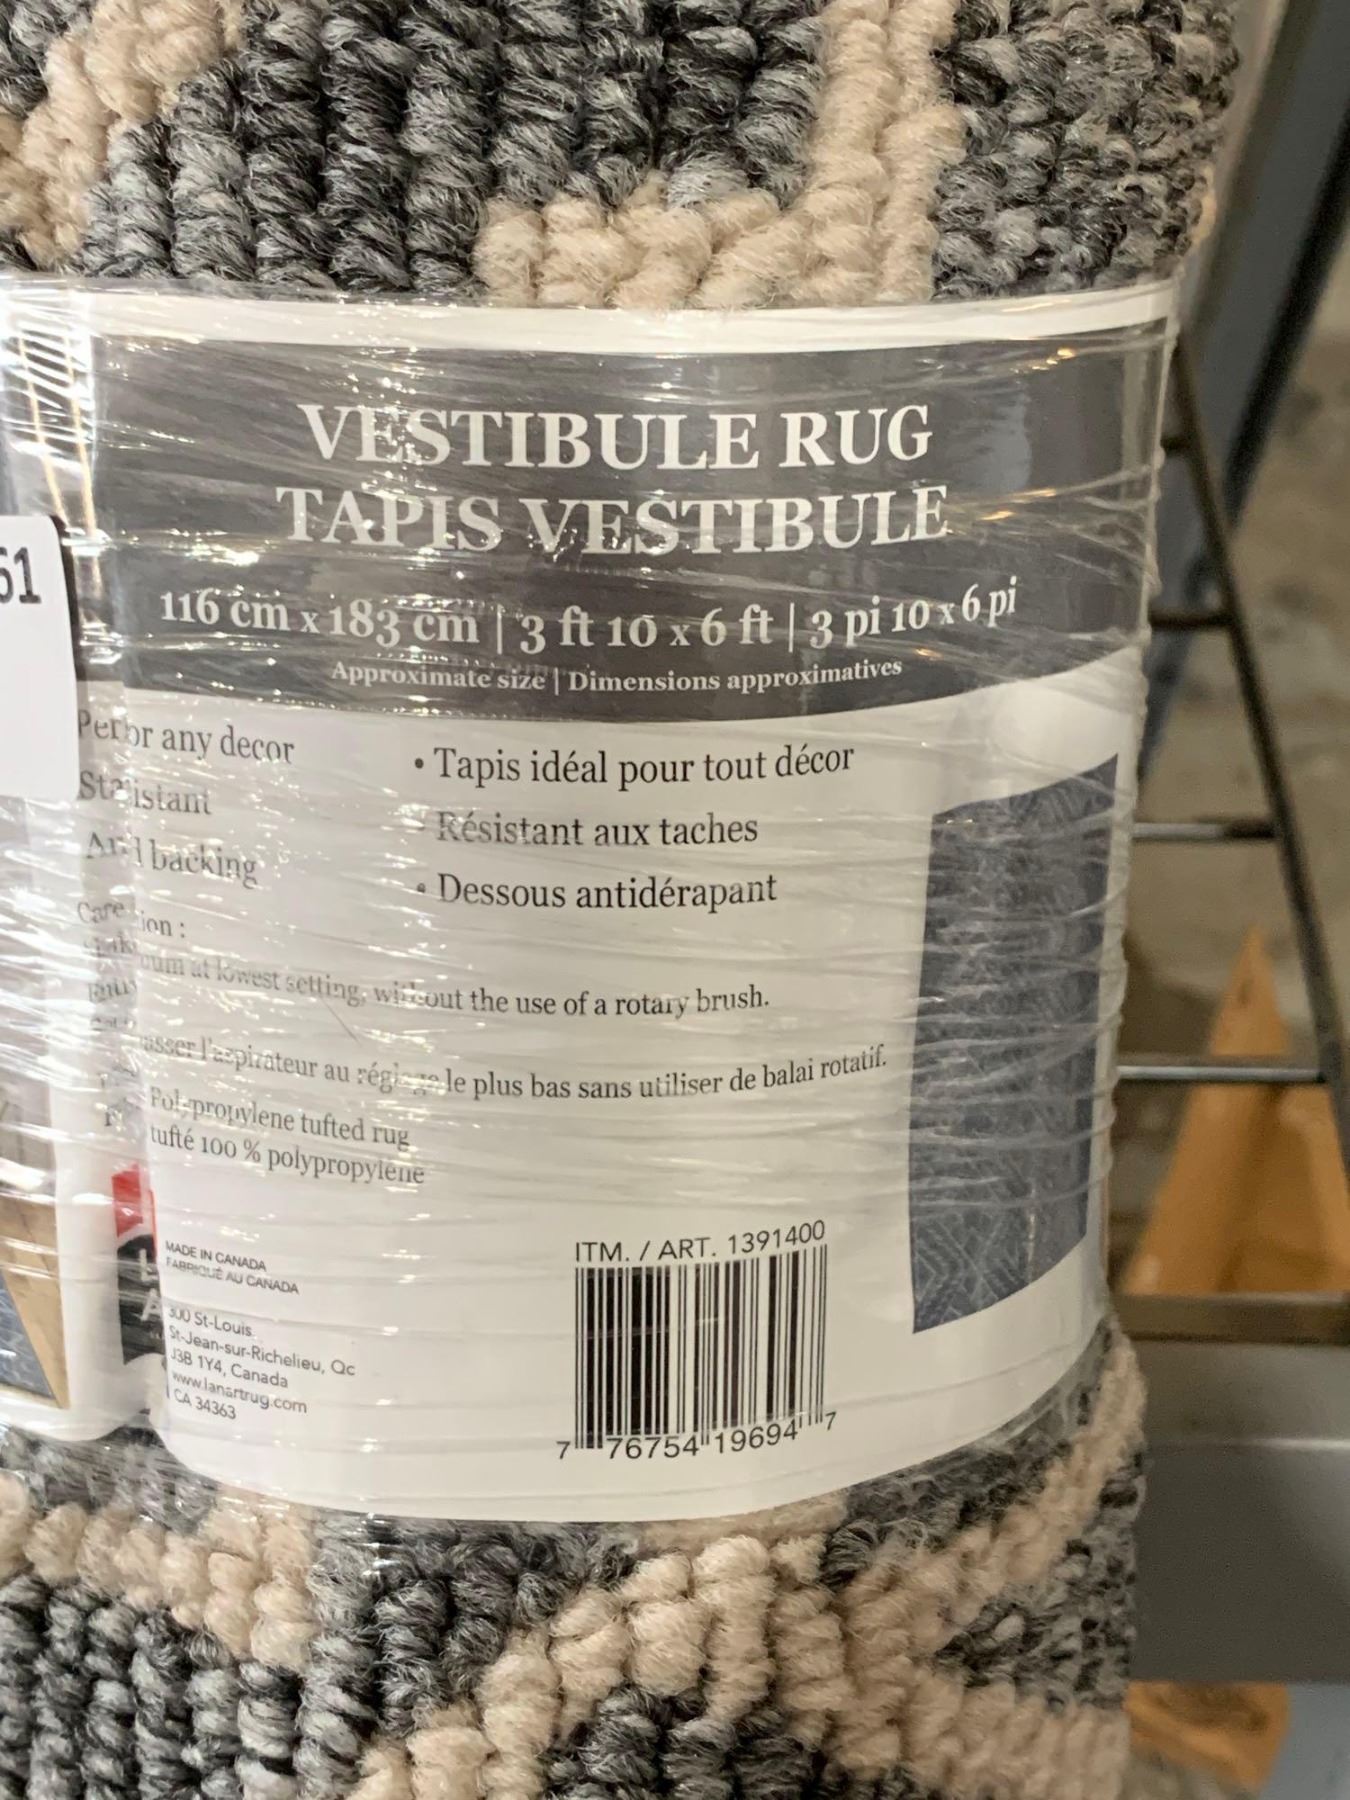 VESTIBULE RUG
TAPIS VESTIBULE
116 cm x 183 cm | 3 ft 10 x 6 ft | 3 pi 10 x 6 pi
Approximate size | Dimensions approximatives
61
any decor
• Tapis idéal pour tout décor
• Résistant aux taches
backing
• Dessous antidérapant
Care
at lowest setting, without the use of a rotary brush.
l'aspirateur au réglage le plus bas sans utiliser de balai rotatif.
Polypropylene tufted rug
tufté 100 % polypropylène
MADE IN CANADA
FABRIQUÉ AU CANADA
300 St-Louis
St-Jean-sur-Richelieu, Qc
J3B 1Y4, Canada
www.lanartrug.com
CA 34363
ITM. / ART. 1391400
7 76754 19694 7